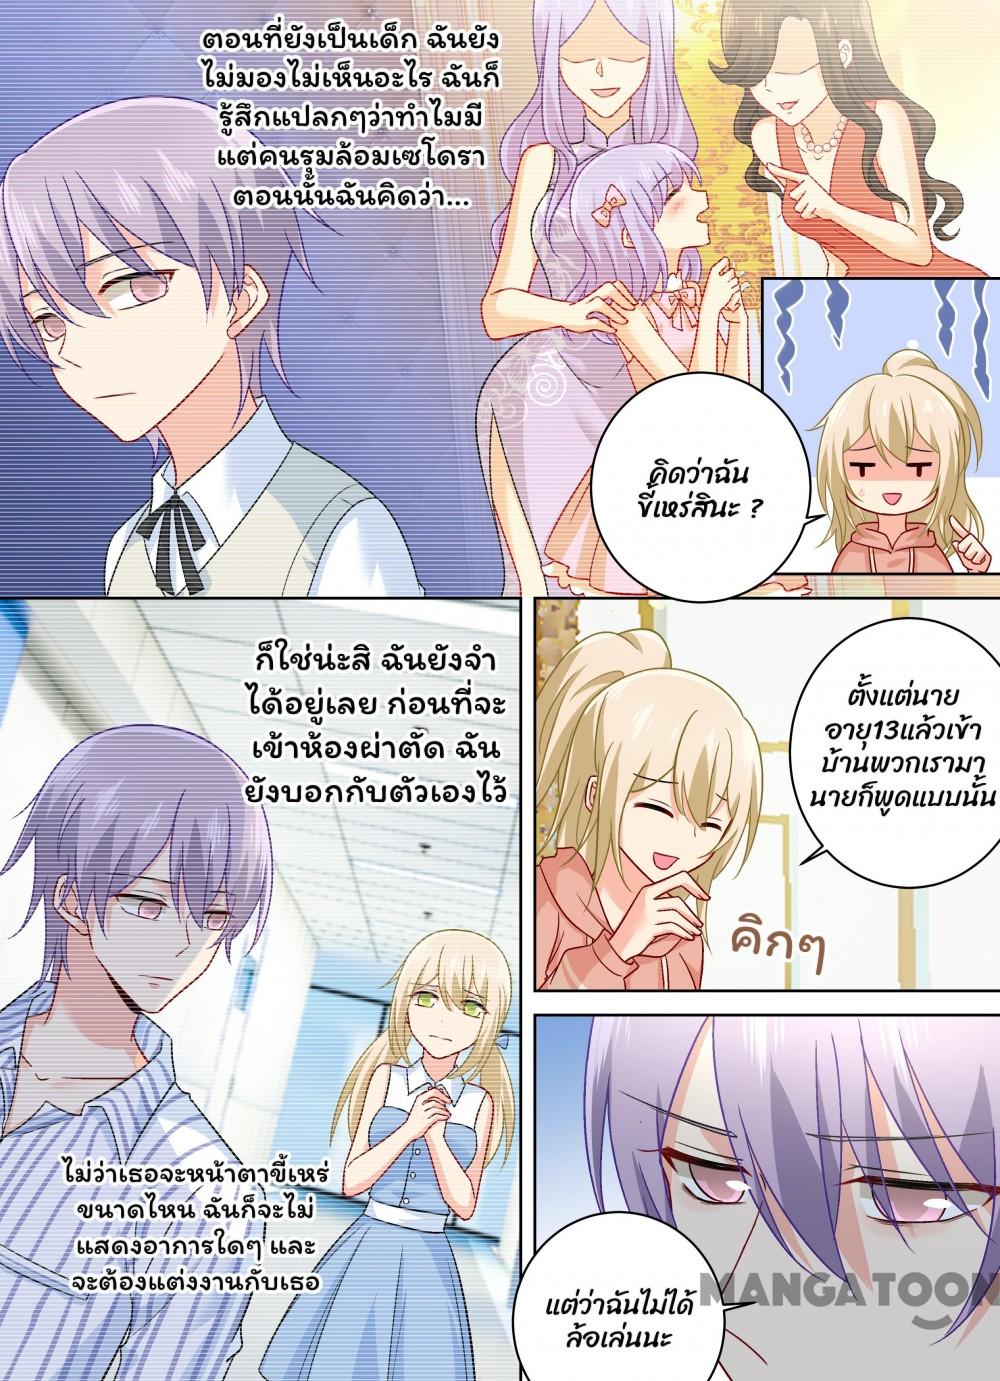 ตอนที่ยังเป็นเด็ก ฉันยัง
ไม่มองไม่เห็นอะไร ฉันก็
รู้สึกแปลกๆว่าทำไมมี
แต่คนรุมล้อมเซโดรา
ตอนนั้นฉันคิดว่า...
คิดว่าฉัน
ขี้เหร่สินะ ?
ก็ใช่น่ะสิ ฉันยังจำ
ได้อยู่เลย ก่อนที่จะ
เข้าห้องผ่าตัด ฉัน
ยังบอกกับตัวเองไว้
ตั้งแต่นาย
อายุ13แล้วเข้า
บ้านพวกเรามา
นายก็พูดแบบนั้น
คิกๆ
ไม่ว่าเธอจะหน้าตาขี้เหร่
ขนาดไหน ฉันก็จะไม่
แสดงอาการใดๆ และ
จะต้องแต่งงานกับเธอ
แต่ว่าฉันไม่ได้
ล้อเล่นนะ
MANGATOON